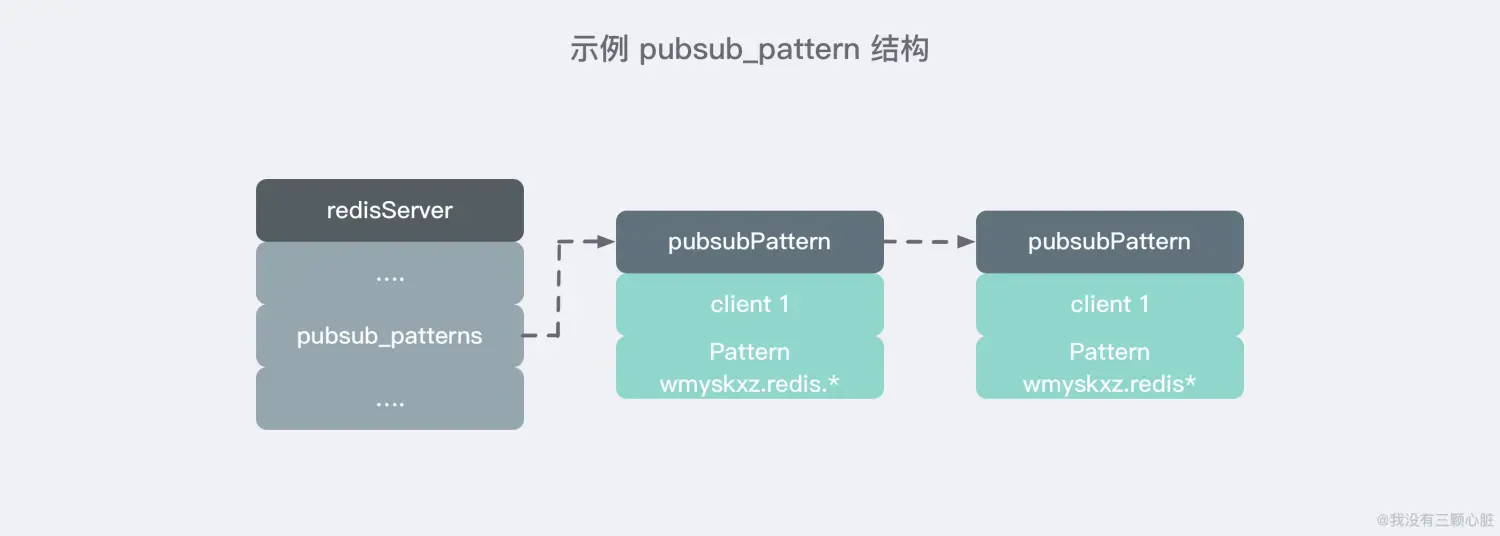 示例 pubsub_pattern 结构
redisServer
....
pubsub_patterns
....
pubsubPattern
client 1
Pattern
wmyskxz.redis.*
pubsubPattern
client 1
Pattern
wmyskxz.redis*
@我没有三颗心脏